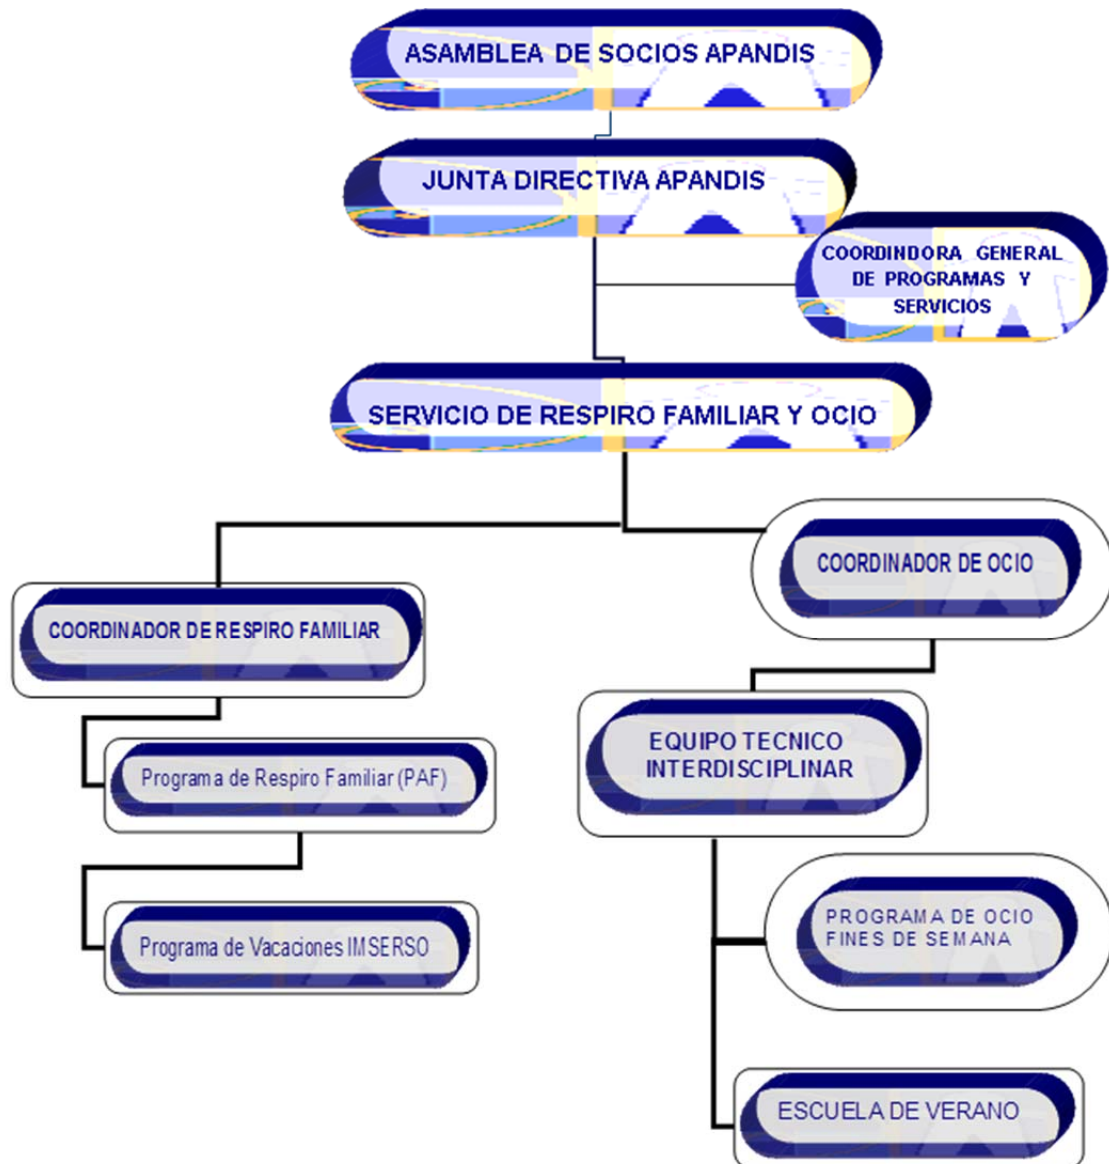 ASAMBLEA DE SOCIOS APANDIS
JUNTA DIRECTIVA APANDIS
COORDINDORA GENERAL
DE PROGRAMAS Y
SERVICIOS
SERVICIO DE RESPIRO FAMILIAR Y OCIO
COORDINADOR DE OCIO
COORDINADOR DE RESPIRO FAMILIAR
EQUIPO TECNICO
INTERDISCIPLINAR
Programa de Respiro Familiar (PAF)
PROGRAMA DE OCIO
FINES DE SEMANA
Programa de Vacaciones IMSERSO
ESCUELA DE VERANO